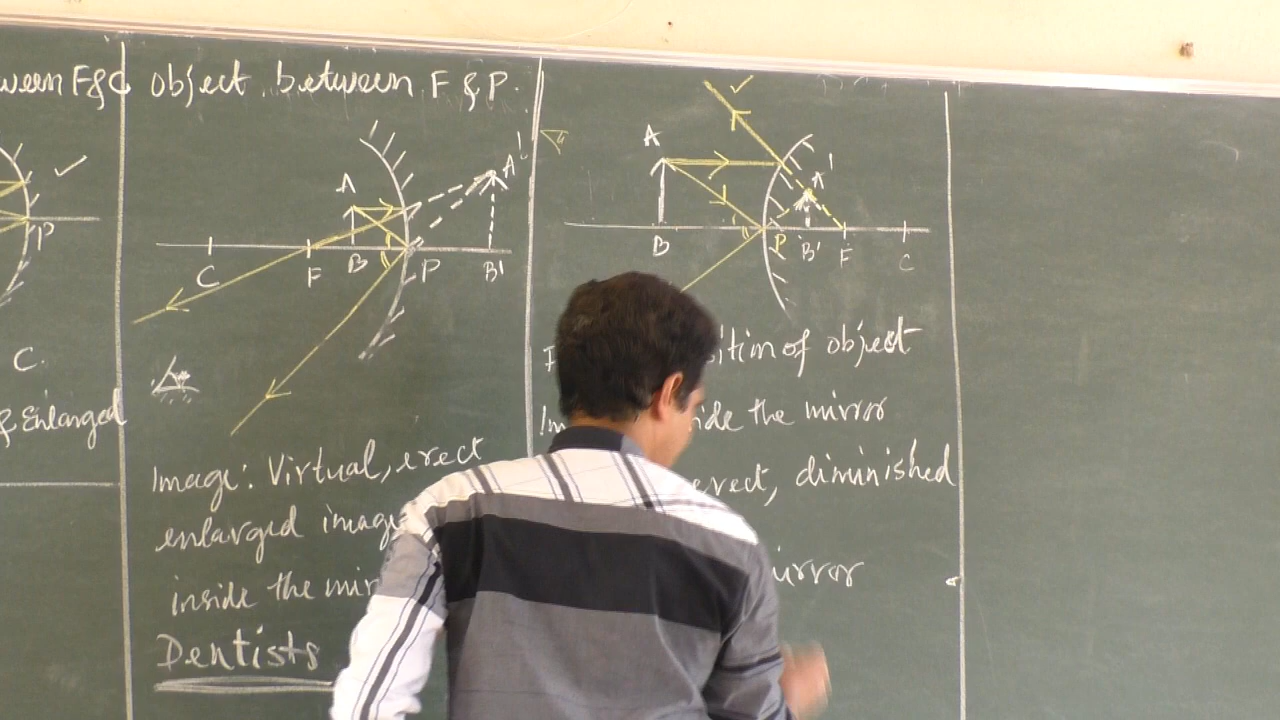 ween F & C
P
C.
& Enlarged
object between F & P.
A
A'
C
F
B
P
B'
Image: Virtual, erect
enlarged image
inside the mir
Dentists
A
A'
B
P
B'
F
C
sition of object
side the mirror
erect, diminished
irror